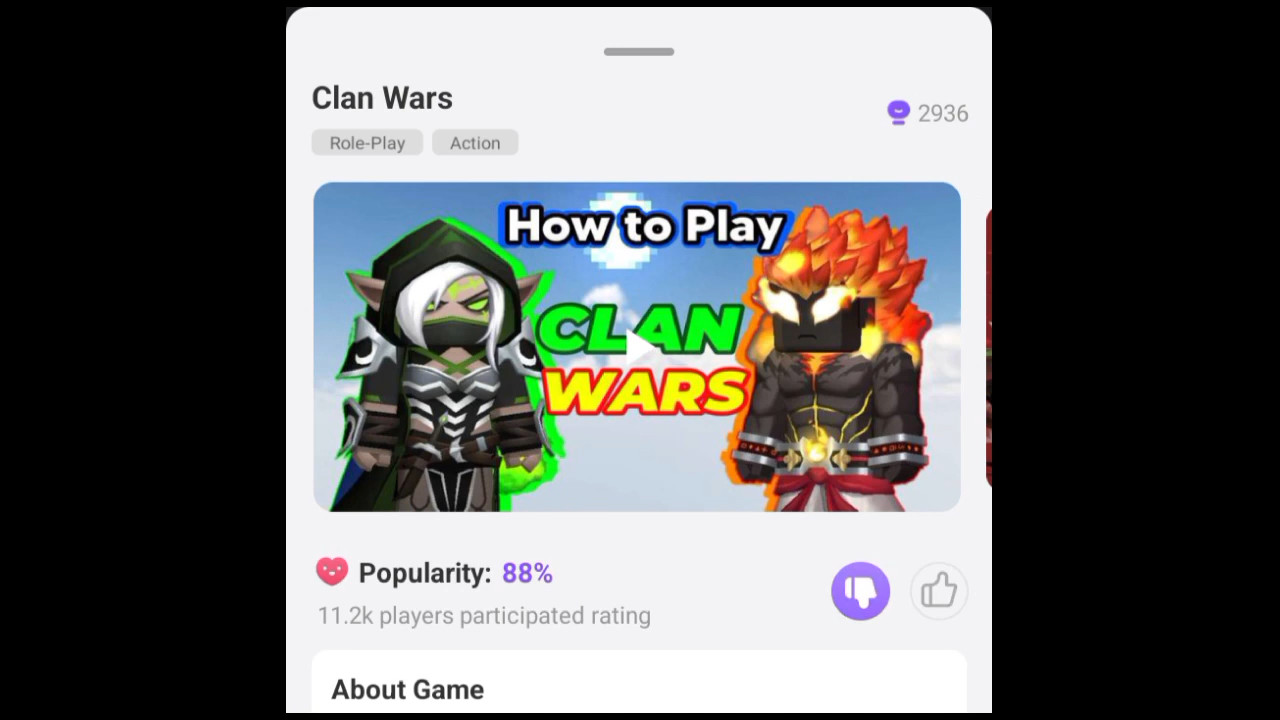 Clan Wars
2936
Role-Play Action
How to Play
CLAN
WARS
Popularity: 88%
11.2k players participated rating
About Game